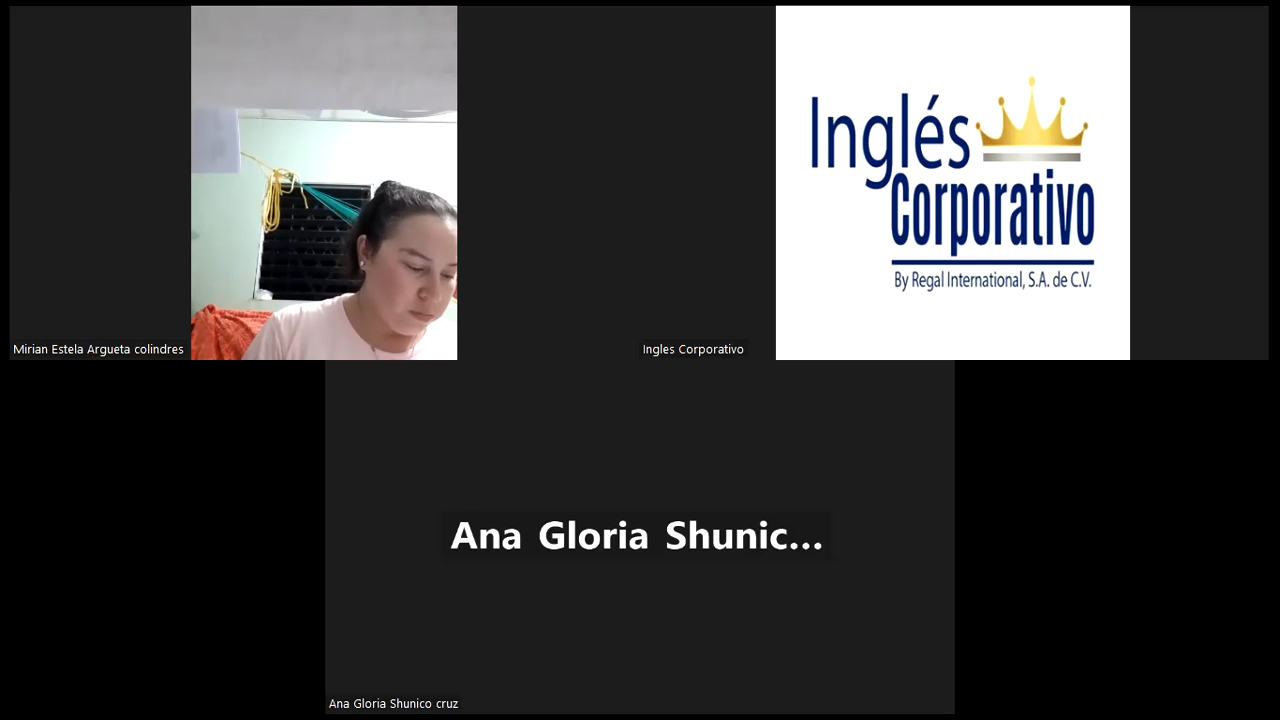 Mirian Estela Argueta colindres
Inglés
Corporativo
By Regal International, S.A. de C.V.
Ingles Corporativo
Ana Gloria Shunic...
Ana Gloria Shunico cruz